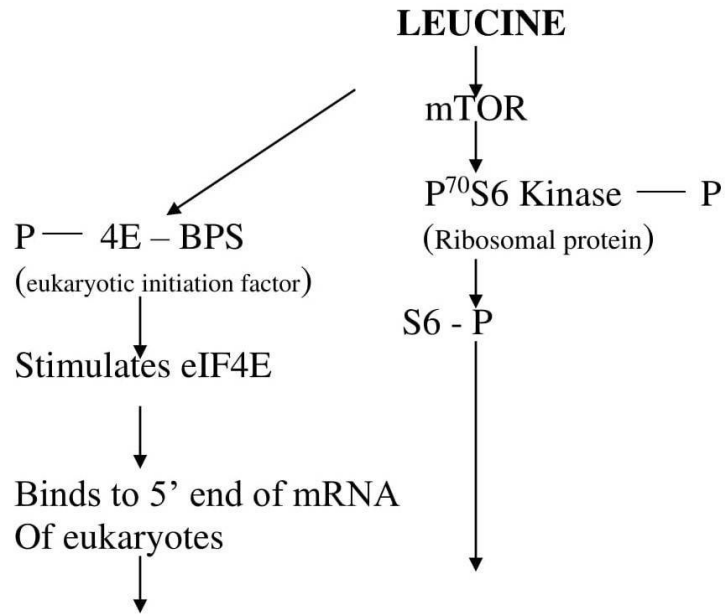 LEUCINE
mTOR
P⁷⁰S6 Kinase — P
(Ribosomal protein)
S6 - P
P — 4E – BPS
(eukaryotic initiation factor)
Stimulates eIF4E
Binds to 5’ end of mRNA
Of eukaryotes